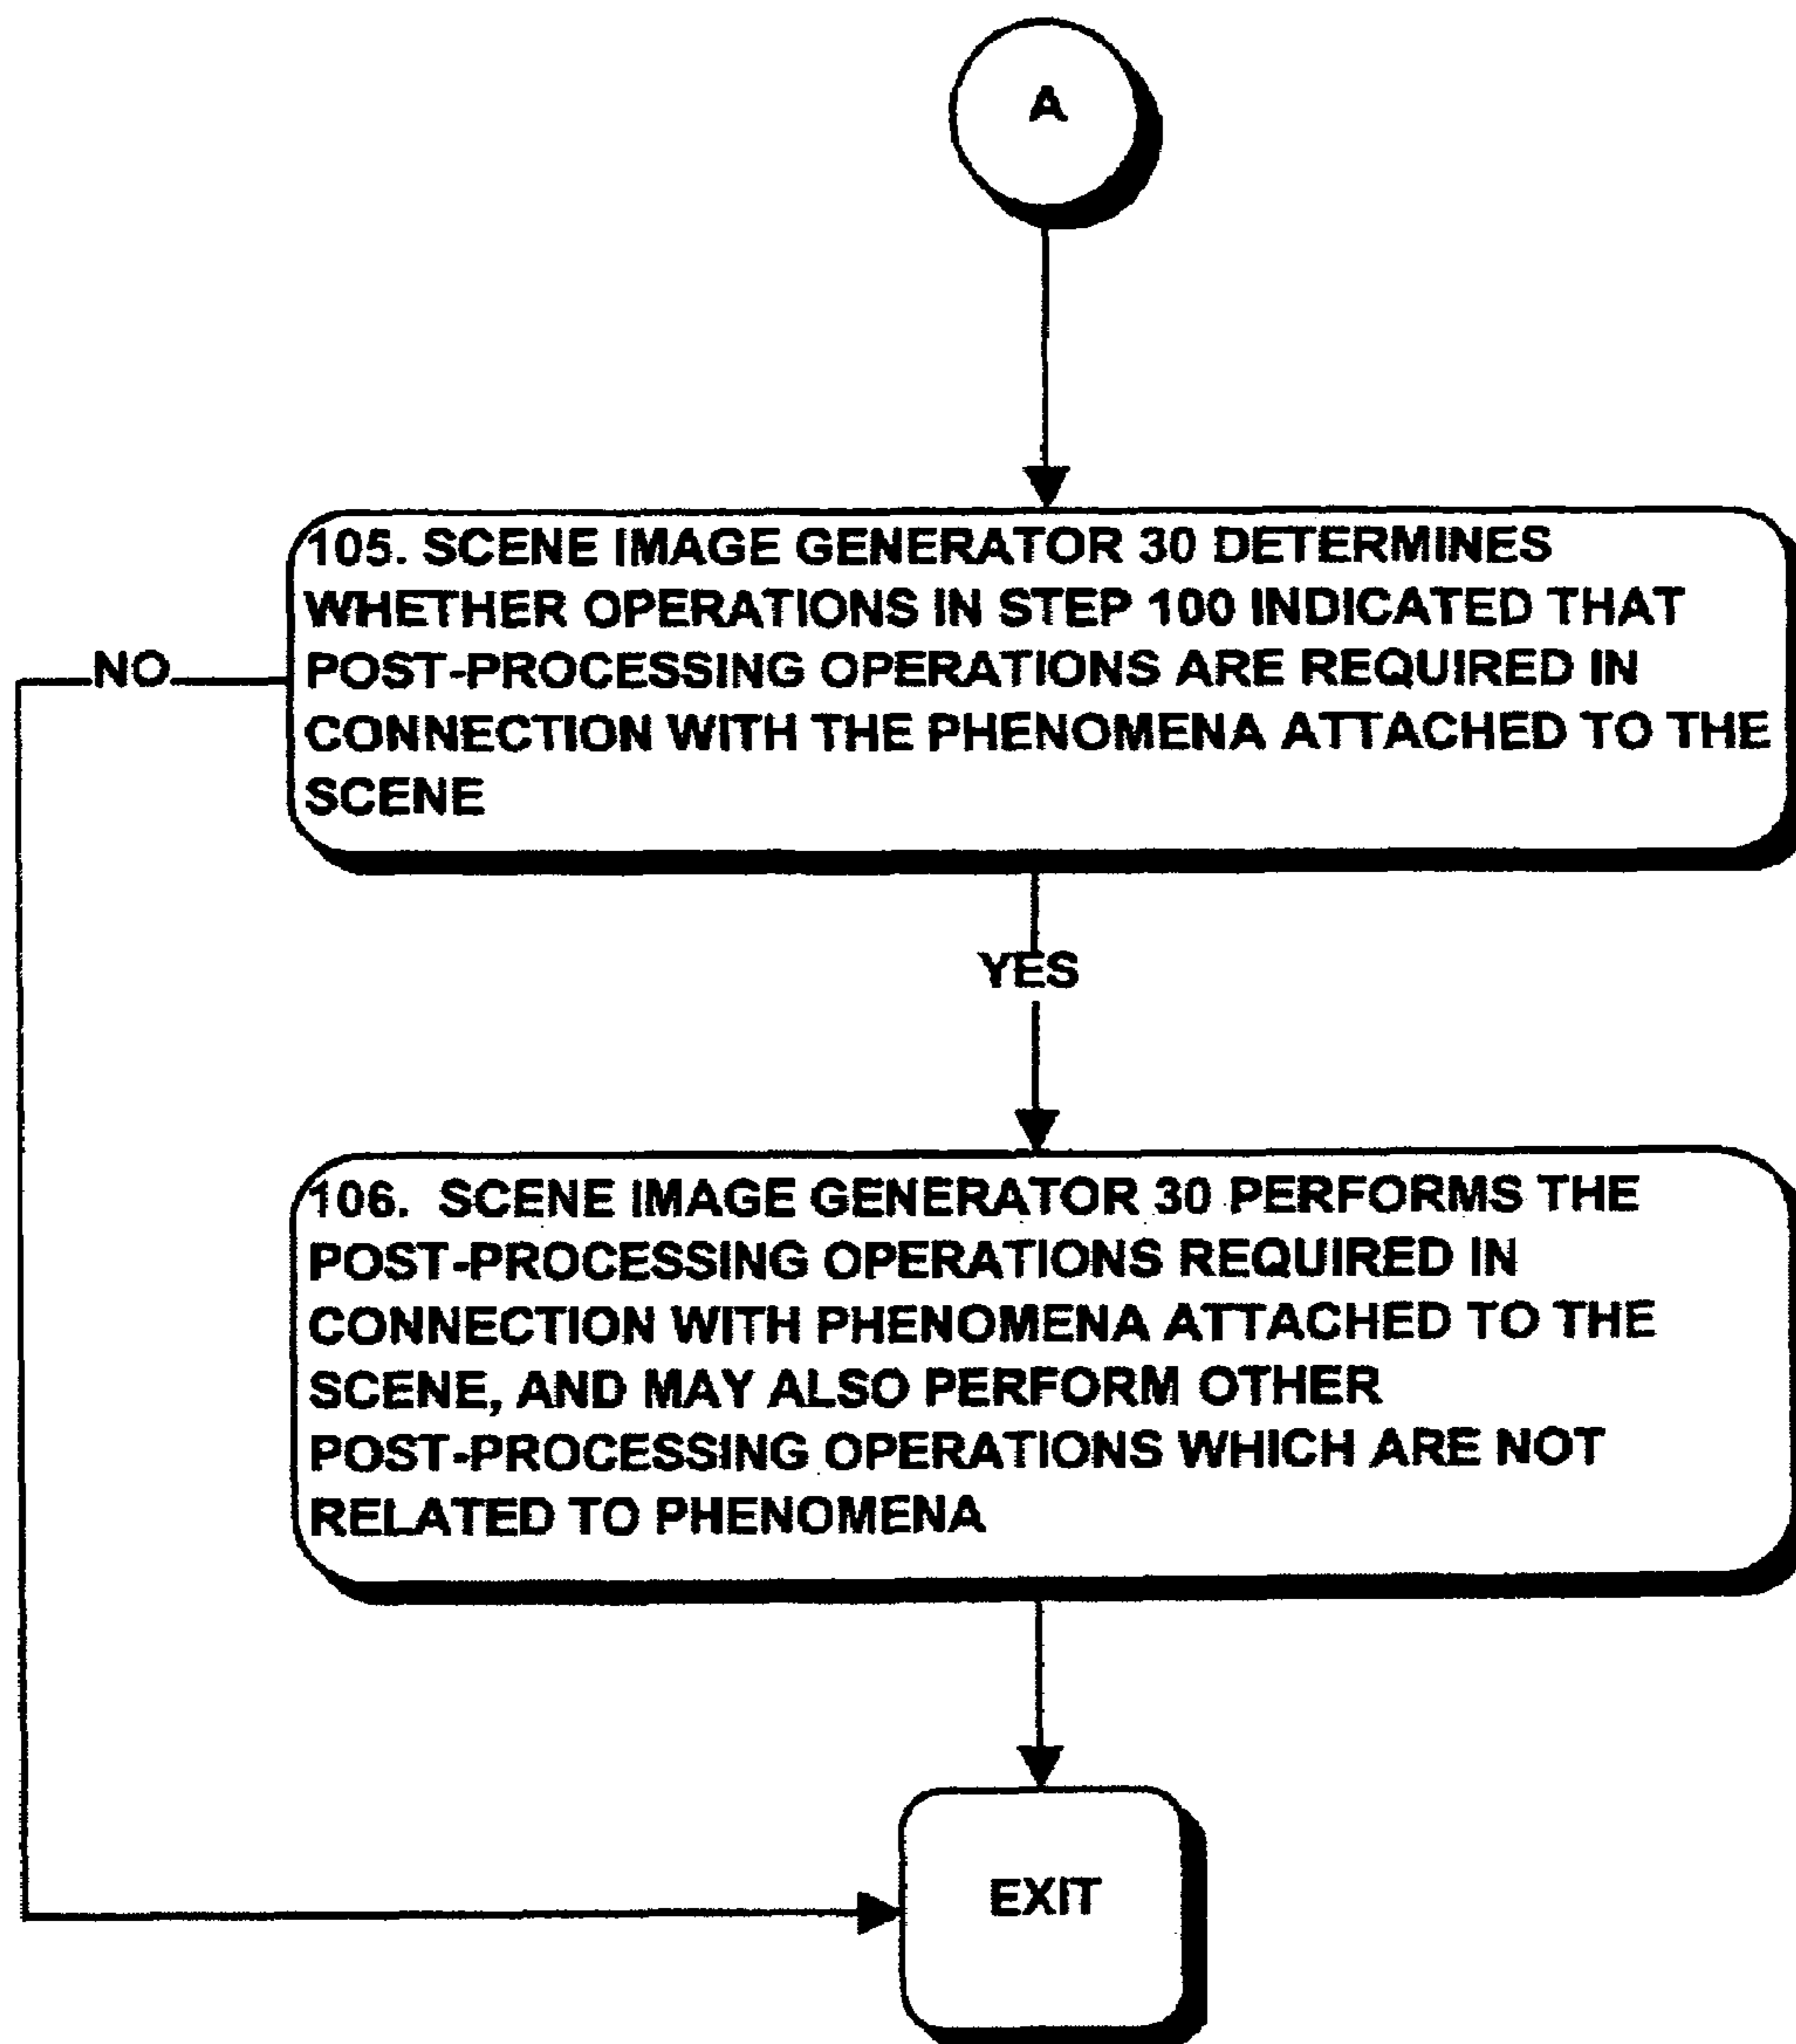 A
105. SCENE IMAGE GENERATOR 30 DETERMINES
WHETHER OPERATIONS IN STEP 100 INDICATED THAT
POST-PROCESSING OPERATIONS ARE REQUIRED IN
CONNECTION WITH THE PHENOMENA ATTACHED TO THE
SCENE
NO
YES
106. SCENE IMAGE GENERATOR 30 PERFORMS THE
POST-PROCESSING OPERATIONS REQUIRED IN
CONNECTION WITH PHENOMENA ATTACHED TO THE
SCENE, AND MAY ALSO PERFORM OTHER
POST-PROCESSING OPERATIONS WHICH ARE NOT
RELATED TO PHENOMENA
EXIT